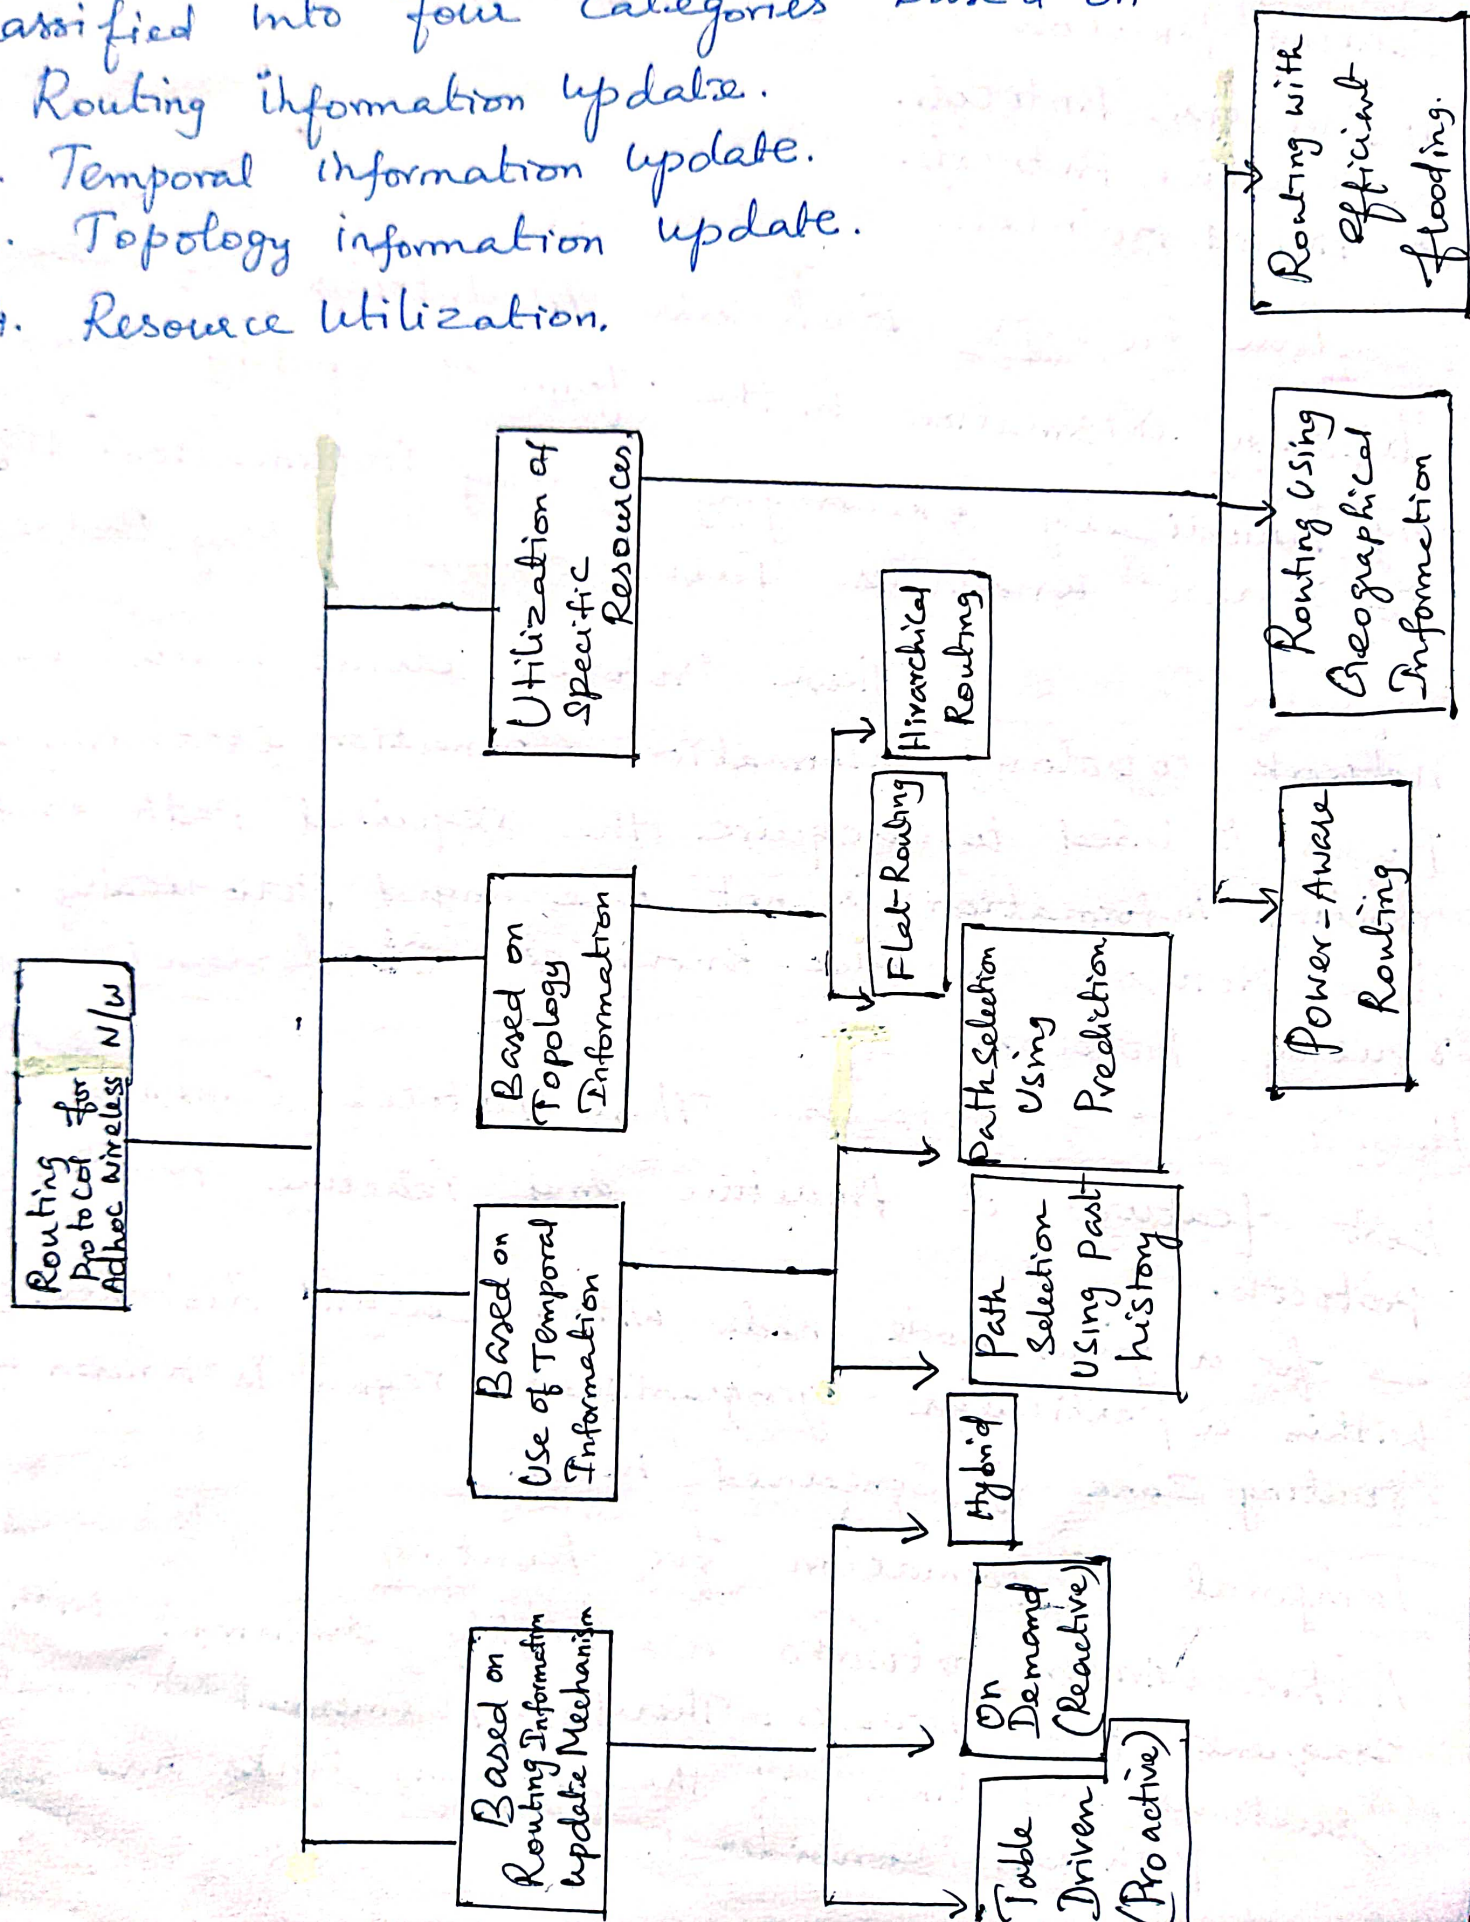 assified into four Categories based on
Routing information update.
Temporal information update.
Topology information update.
4. Resource Utilization.
Routing
Protocol for
Adhoc wireless N/W
Based on
Routing Information
update Mechanism
Based on
Use of Temporal
Information
Based on
Topology
Information
Utilization of
Specific
Resources.
Table
Driven
(Proactive)
On
Demand
(Reactive)
Hybrid
Path
Selection
Using Past
history
Path Selection
Using
Prediction
Flat-Routing
Hirarchical
Routing
Power-Aware
Routing
Routing Using
Geographical
Information
Routing with
efficient
flooding.